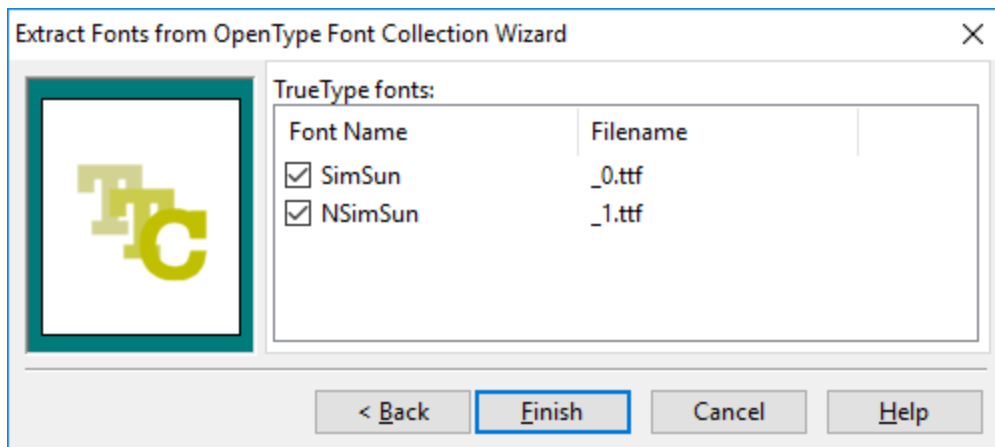 Extract Fonts from OpenType Font Collection Wizard
TTC
TrueType fonts:
Font Name Filename
SimSun _0.ttf
NSimSun _1.ttf
< Back Finish Cancel Help